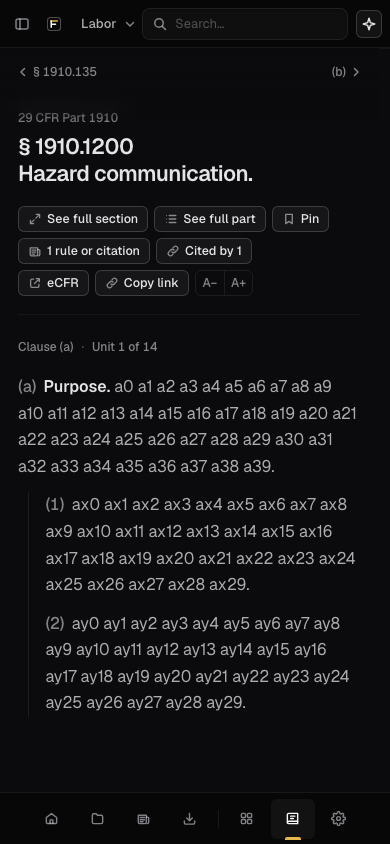 Labor
Search...
§ 1910.135
(b)
29 CFR Part 1910
§ 1910.1200
Hazard communication.
See full section
See full part
Pin
1 rule or citation
Cited by 1
eCFR
Copy link
A−
A+
Clause (a) · Unit 1 of 14
(a) Purpose. a0 a1 a2 a3 a4 a5 a6 a7 a8 a9
a10 a11 a12 a13 a14 a15 a16 a17 a18 a19 a20 a21
a22 a23 a24 a25 a26 a27 a28 a29 a30 a31
a32 a33 a34 a35 a36 a37 a38 a39.
(1) ax0 ax1 ax2 ax3 ax4 ax5 ax6 ax7 ax8
ax9 ax10 ax11 ax12 ax13 ax14 ax15 ax16
ax17 ax18 ax19 ax20 ax21 ax22 ax23 ax24
ax25 ax26 ax27 ax28 ax29.
(2) ay0 ay1 ay2 ay3 ay4 ay5 ay6 ay7 ay8
ay9 ay10 ay11 ay12 ay13 ay14 ay15 ay16
ay17 ay18 ay19 ay20 ay21 ay22 ay23 ay24
ay25 ay26 ay27 ay28 ay29.